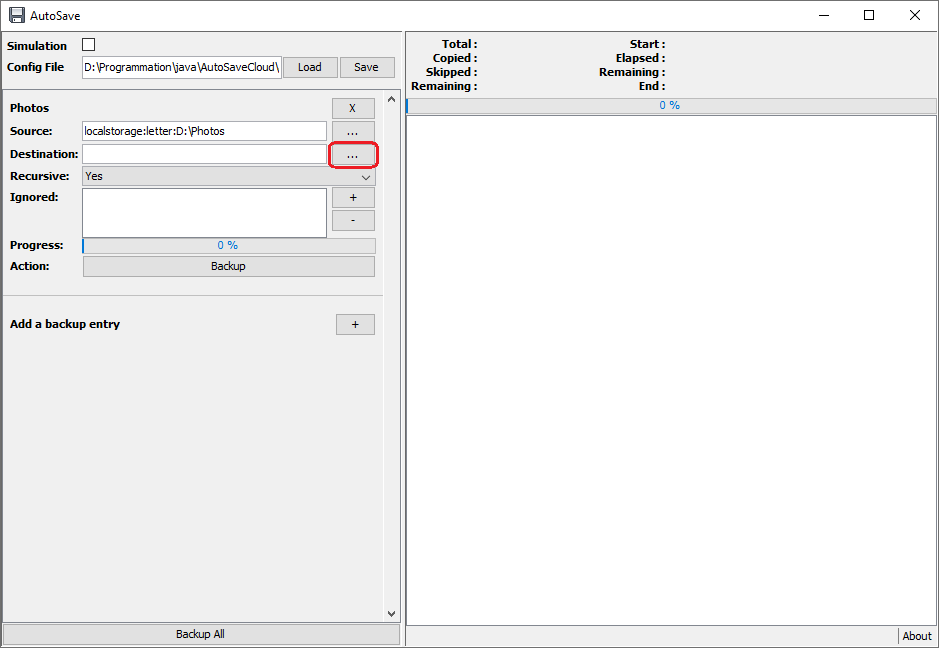 AutoSave
Simulation
Config File D:\Programmation\java\AutoSaveCloud\ Load Save
Photos X
Source: localstorage:letter:D:\Photos ...
Destination: ...
Recursive: Yes
Ignored: +
-
Progress: 0 %
Action: Backup
Add a backup entry +
Backup All
Total : Start :
Copied : Elapsed :
Skipped : Remaining :
Remaining : End :
0 %
About